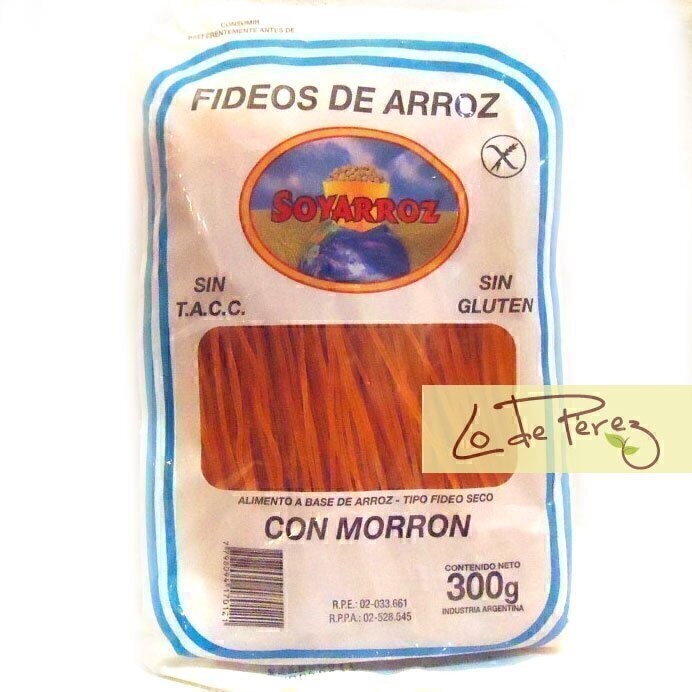 CONSUMIR
PREFERENTEMENTE ANTES DE
FIDEOS DE ARROZ
SOYARROZ
SIN
T.A.C.C.
SIN
GLUTEN
Lo de Pérez
ALIMENTO A BASE DE ARROZ - TIPO FIDEO SECO
CON MORRON
CONTENIDO NETO
300g
INDUSTRIA ARGENTINA
R.P.E.: 02-033.661
R.P.P.A.: 02-528.545